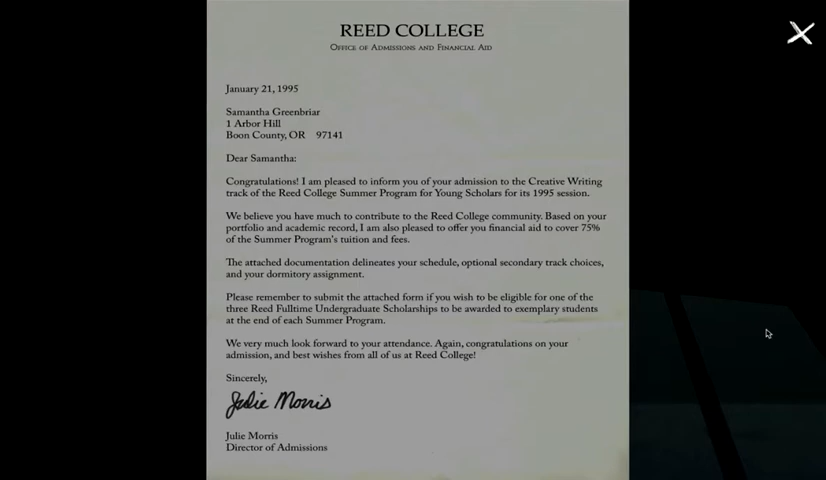 REED COLLEGE
OFFICE OF ADMISSIONS AND FINANCIAL AID
January 21, 1995
Samantha Greenbriar
1 Arbor Hill
Boon County, OR 97141
Dear Samantha:
Congratulations! I am pleased to inform you of your admission to the Creative Writing
track of the Reed College Summer Program for Young Scholars for its 1995 session.
We believe you have much to contribute to the Reed College community. Based on your
portfolio and academic record, I am also pleased to offer you financial aid to cover 75%
of the Summer Program's tuition and fees.
The attached documentation delineates your schedule, optional secondary track choices,
and your dormitory assignment.
Please remember to submit the attached form if you wish to be eligible for one of the
three Reed Fulltime Undergraduate Scholarships to be awarded to exemplary students
at the end of each Summer Program.
We very much look forward to your attendance. Again, congratulations on your
admission, and best wishes from all of us at Reed College!
Sincerely,
Julie Morris
Julie Morris
Director of Admissions